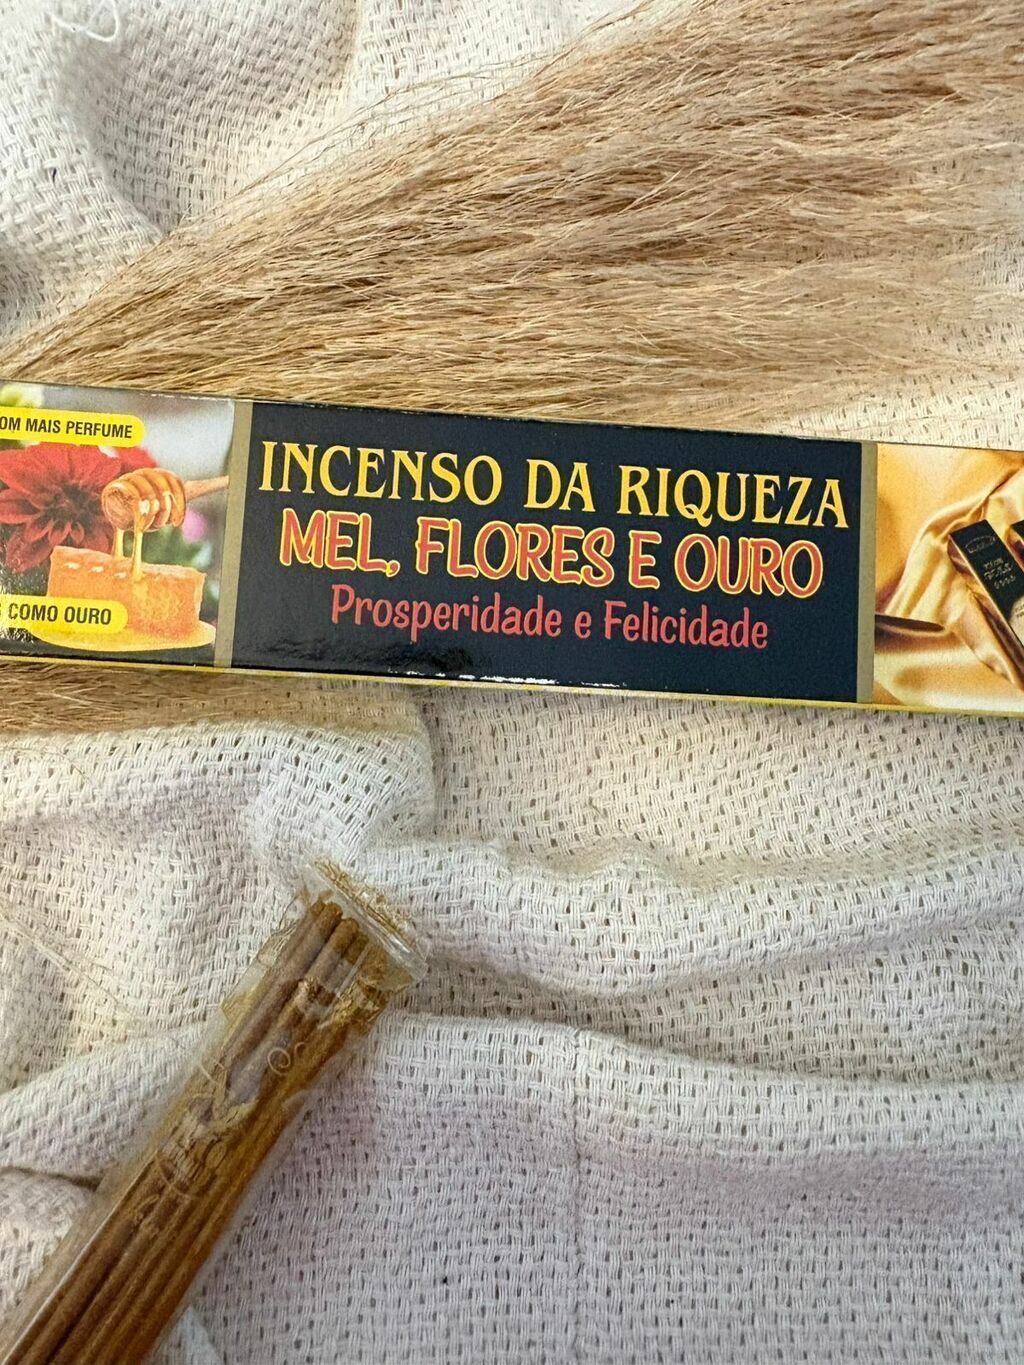 OM MAIS PERFUME
COMO OURO
INCENSO DA RIQUEZA
MEL, FLORES E OURO
Prosperidade e Felicidade